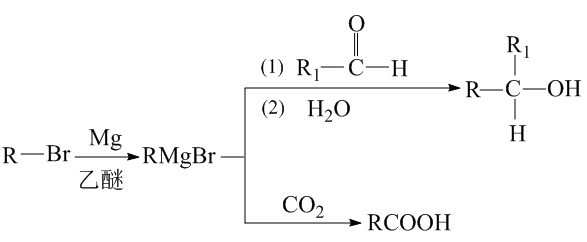 O
(1) R₁—C—H
(2) H₂O
R₁
R—C—OH
H
R—Br
Mg
乙醚
RMgBr
CO₂
RCOOH